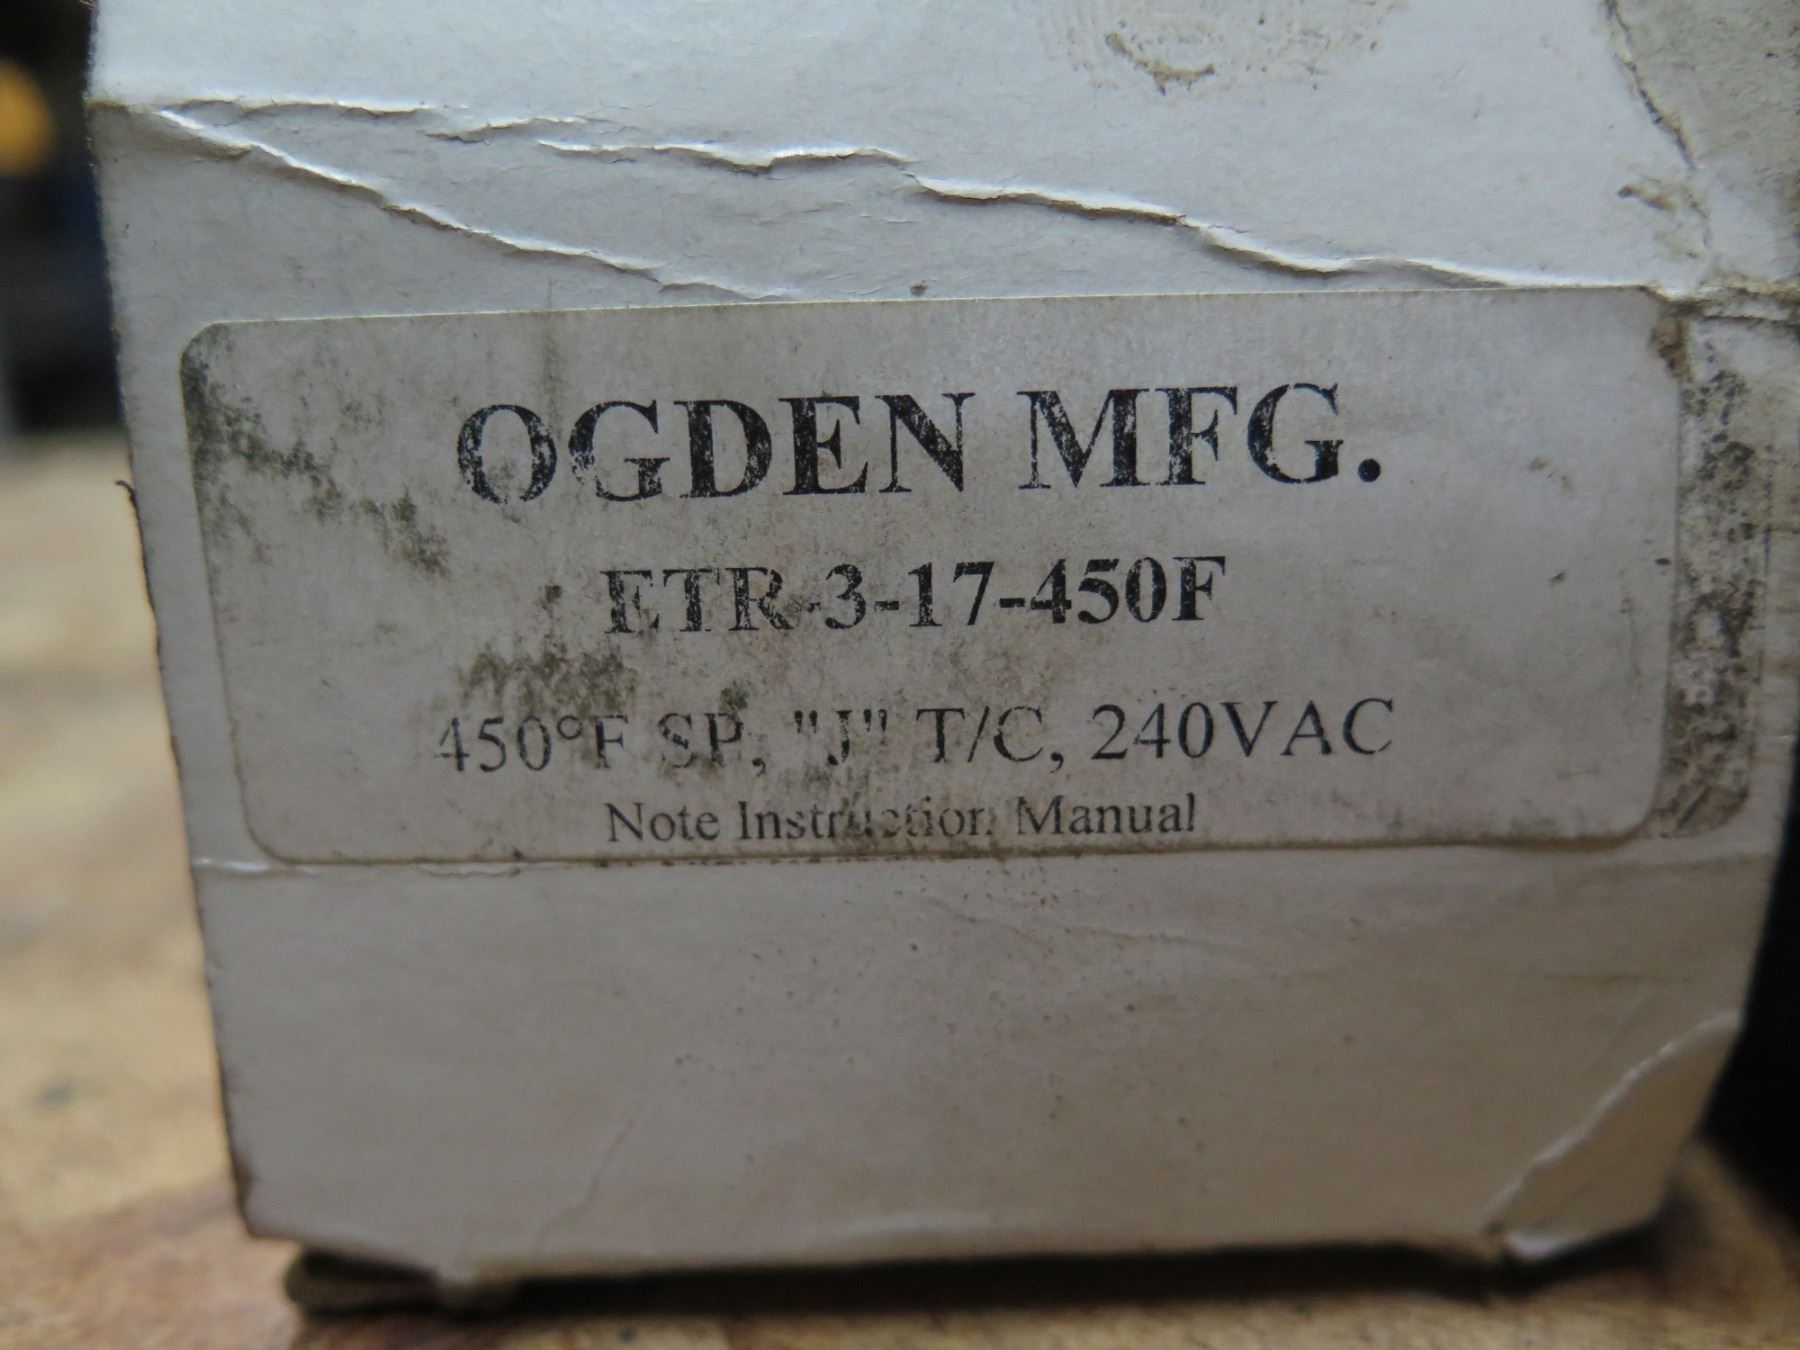 OGDEN MFG.
ETR-3-17-450F
450°F SP, "J" T/C, 240VAC
Note Instruction Manual